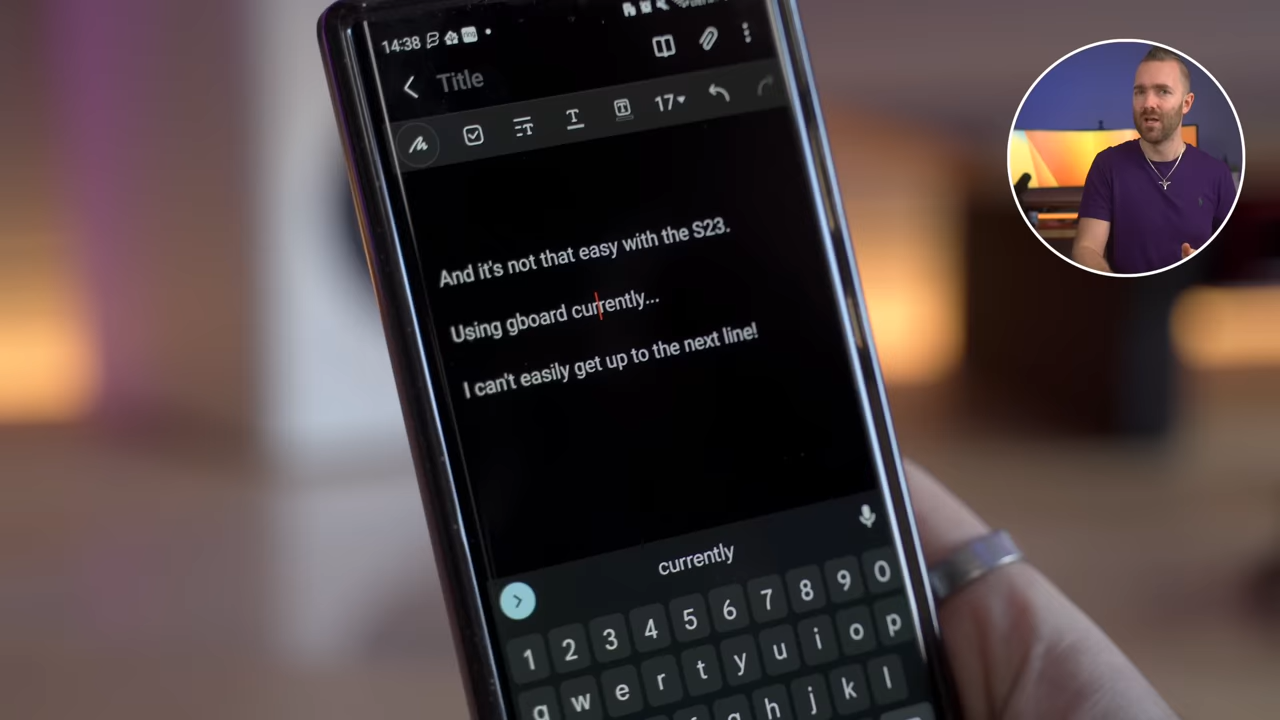 14:38 ring
Title
T T T 17
And it's not that easy with the S23.
Using gboard currently...
I can't easily get up to the next line!
currently
1 2 3 4 5 6 7 8 9 0
q w e r t y u i o p
g h j k l